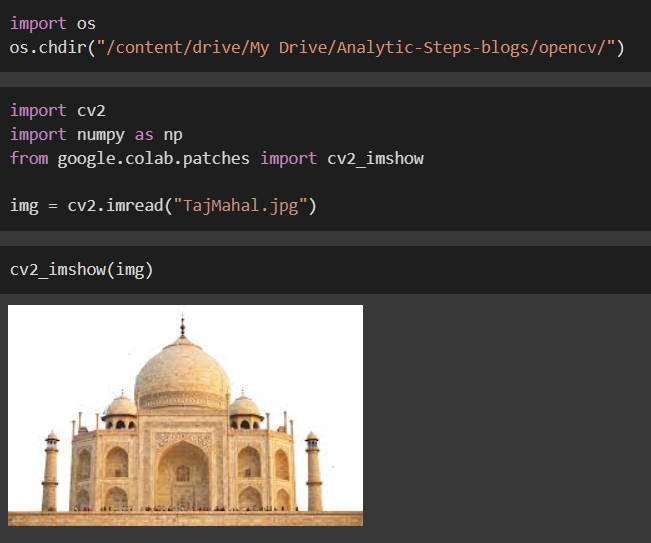 import os
os.chdir("/content/drive/My Drive/Analytic-Steps-blogs/opencv/")
import cv2
import numpy as np
from google.colab.patches import cv2_imshow
img = cv2.imread("TajMahal.jpg")
cv2_imshow(img)